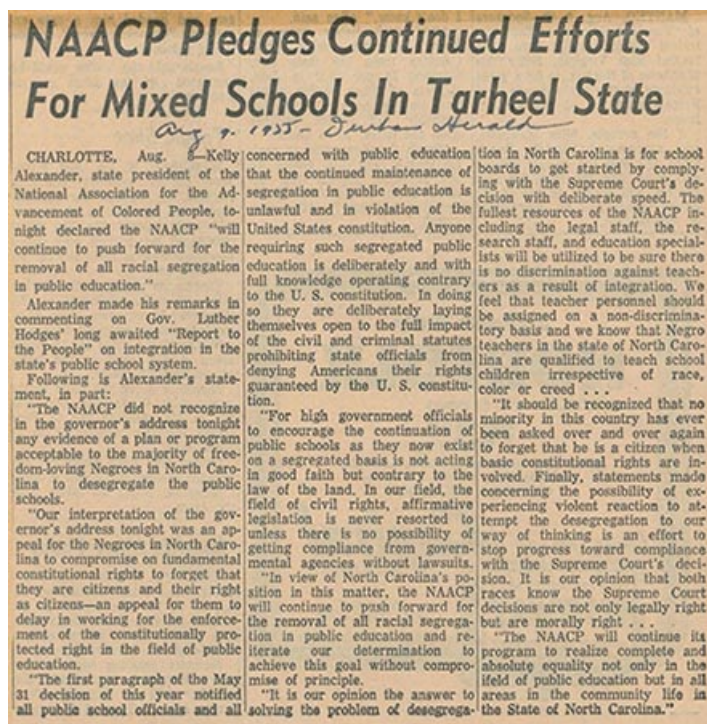 NAACP Pledges Continued Efforts
For Mixed Schools In Tarheel State
Aug 9. 1955 - Durham Herald
CHARLOTTE, Aug. 8—Kelly
Alexander, state president of the
National Association for the Ad-
vancement of Colored People, to-
night declared the NAACP "will
continue to push forward for the
removal of all racial segregation
in public education."
Alexander made his remarks in
commenting on Gov. Luther
Hodges' long awaited "Report to
the People" on integration in the
state's public school system.
Following is Alexander's state-
ment, in part:
"The NAACP did not recognize
in the governor's address tonight
any evidence of a plan or program
acceptable to the majority of free-
dom-loving Negroes in North Caro-
lina to desegregate the public
schools.
"Our interpretation of the gov-
ernor's address tonight was an ap-
peal for the Negroes in North Caro-
lina to compromise on fundamental
constitutional rights to forget that
they are citizens and their right
as citizens—an appeal for them to
delay in working for the enforce-
ment of the constitutionally pro-
tected right in the field of public
education.
"The first paragraph of the May
31 decision of this year notified
all public school officials and all
concerned with public education
that the continued maintenance of
segregation in public education is
unlawful and in violation of the
United States constitution. Anyone
requiring such segregated public
education is deliberately and with
full knowledge operating contrary
to the U. S. constitution. In doing
so they are deliberately laying
themselves open to the full impact
of the civil and criminal statutes
prohibiting state officials from
denying Americans their rights
guaranteed by the U. S. constitu-
tion.
"For high government officials
to encourage the continuation of
public schools as they now exist
on a segregated basis is not acting
in good faith but contrary to the
law of the land. In our field, the
field of civil rights, affirmative
legislation is never resorted to
unless there is no possibility of
getting compliance from govern-
mental agencies without lawsuits.
"In view of North Carolina's po-
sition in this matter, the NAACP
will continue to push forward for
the removal of all racial segrega-
tion in public education and re-
iterate our determination to
achieve this goal without compro-
mise of principle.
"It is our opinion the answer to
solving the problem of desegrega-
tion in North Carolina is for school
boards to get started by comply-
ing with the Supreme Court's de-
cision with deliberate speed. The
fullest resources of the NAACP in-
cluding the legal staff, the re-
search staff, and education special-
ists will be utilized to be sure there
is no discrimination against teach-
ers as a result of integration. We
feel that teacher personnel should
be assigned on a non-discrimina-
tory basis and we know that Negro
teachers in the state of North Caro-
lina are qualified to teach school
children irrespective of race,
color or creed . . .
"It should be recognized that no
minority in this country has ever
been asked over and over again
to forget that he is a citizen when
basic constitutional rights are in-
volved. Finally, statements made
concerning the possibility of ex-
periencing violent reaction to at-
tempt the desegregation to our
way of thinking is an effort to
stop progress toward compliance
with the Supreme Court's deci-
sion. It is our opinion that both
races know the Supreme Court
decisions are not only legally right
but are morally right . . .
"The NAACP will continue its
program to realize complete and
absolute equality not only in the
ifeld of public education but in all
areas in the community life in
the State of North Carolina."